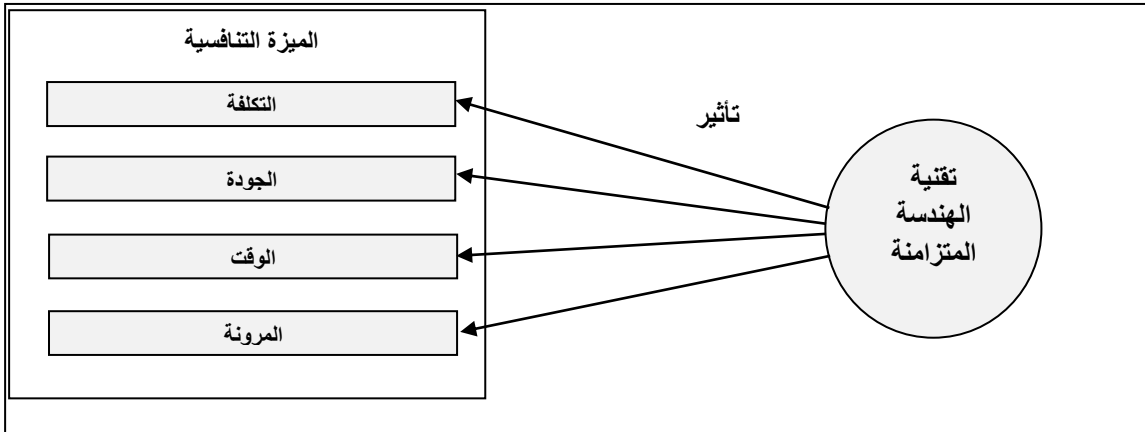 الميزة التنافسية
التكلفة
تأثير
الجودة
تقنية
الهندسة
المتزامنة
الوقت
المرونة